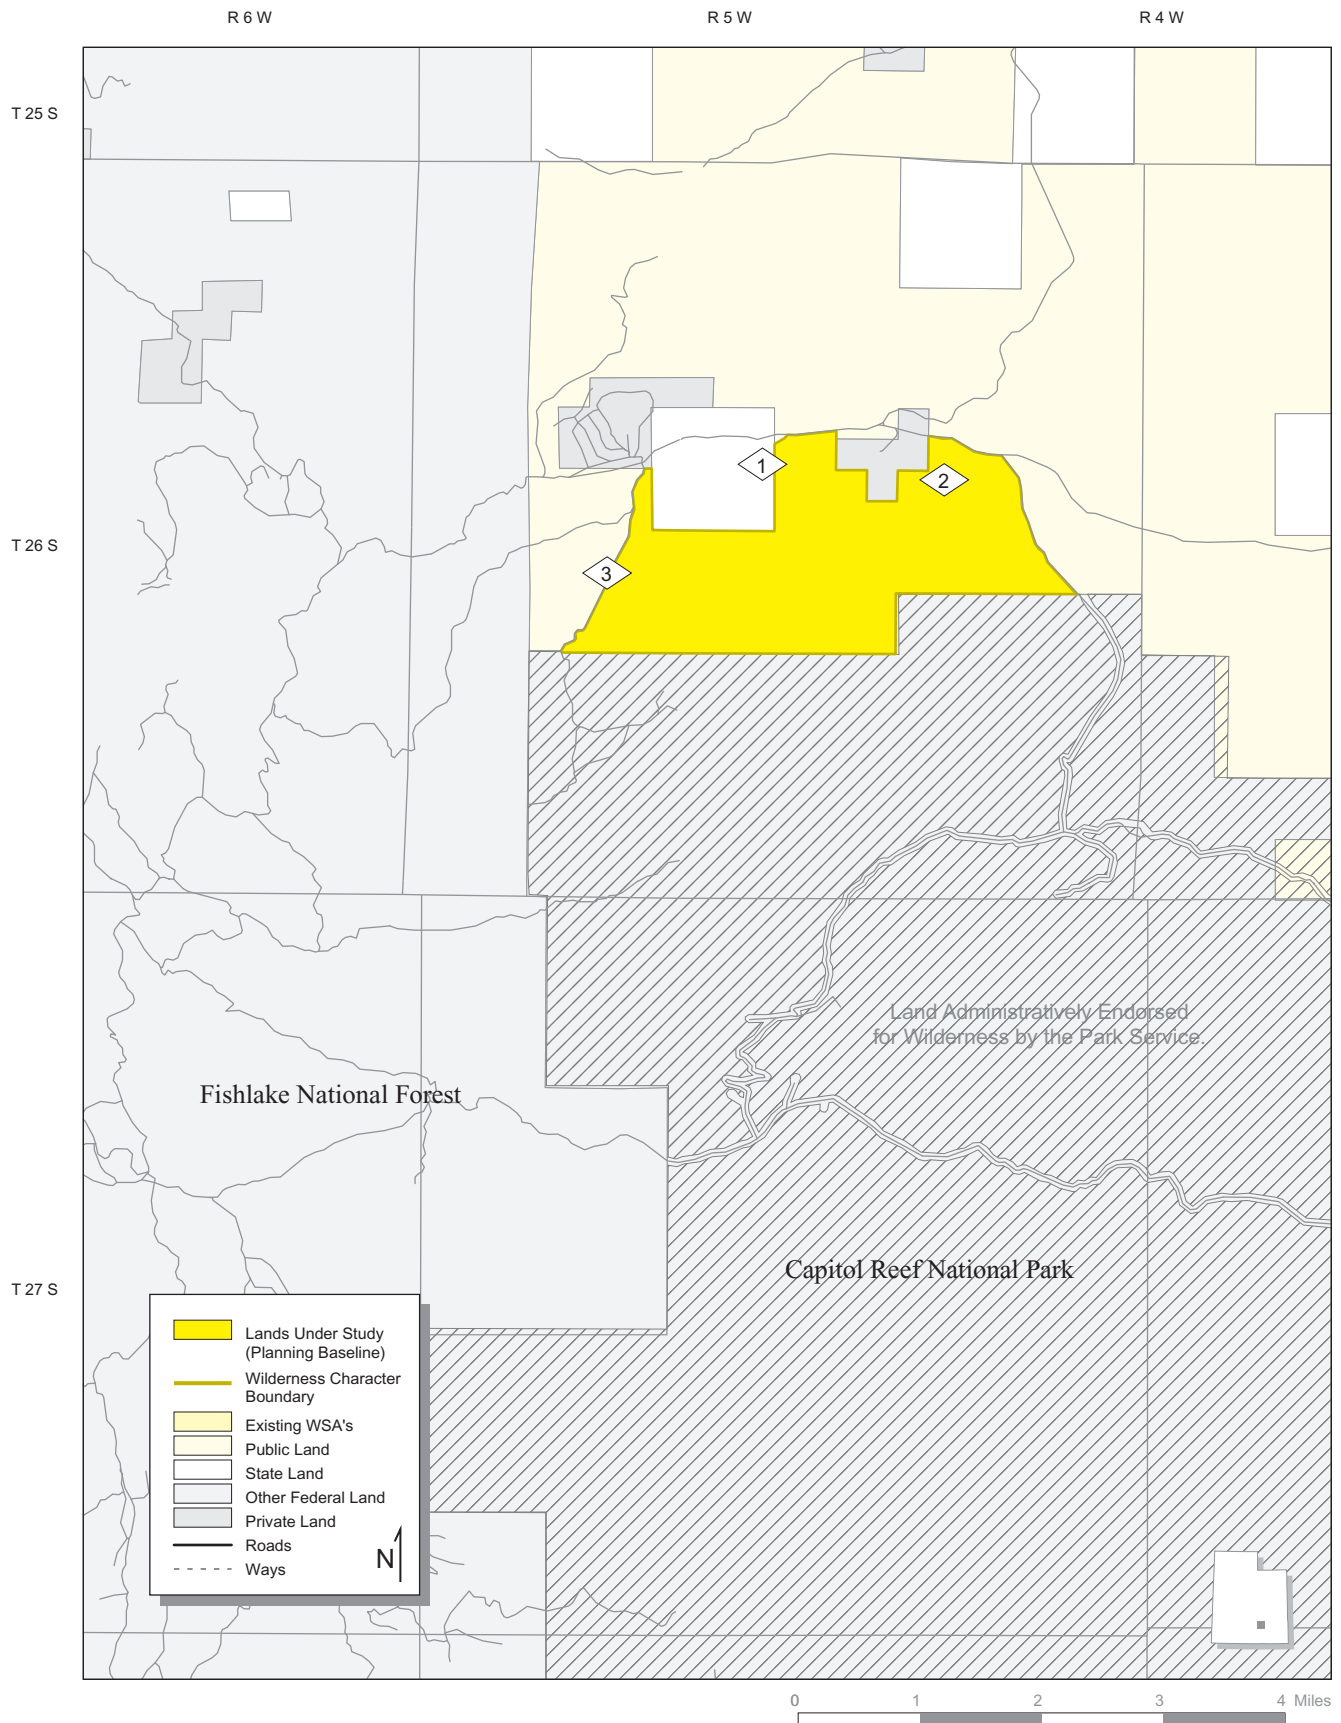 R 6 W
R 5 W
R 4 W
T 25 S
1
2
T 26 S
3
Land Administratively Endorsed
for Wilderness by the Park Service.
Fishlake National Forest
Capitol Reef National Park
T 27 S
Lands Under Study
(Planning Baseline)
Wilderness Character
Boundary
Existing WSA's
Public Land
State Land
Other Federal Land
Private Land
Roads
Ways
N
0 1 2 3 4 Miles